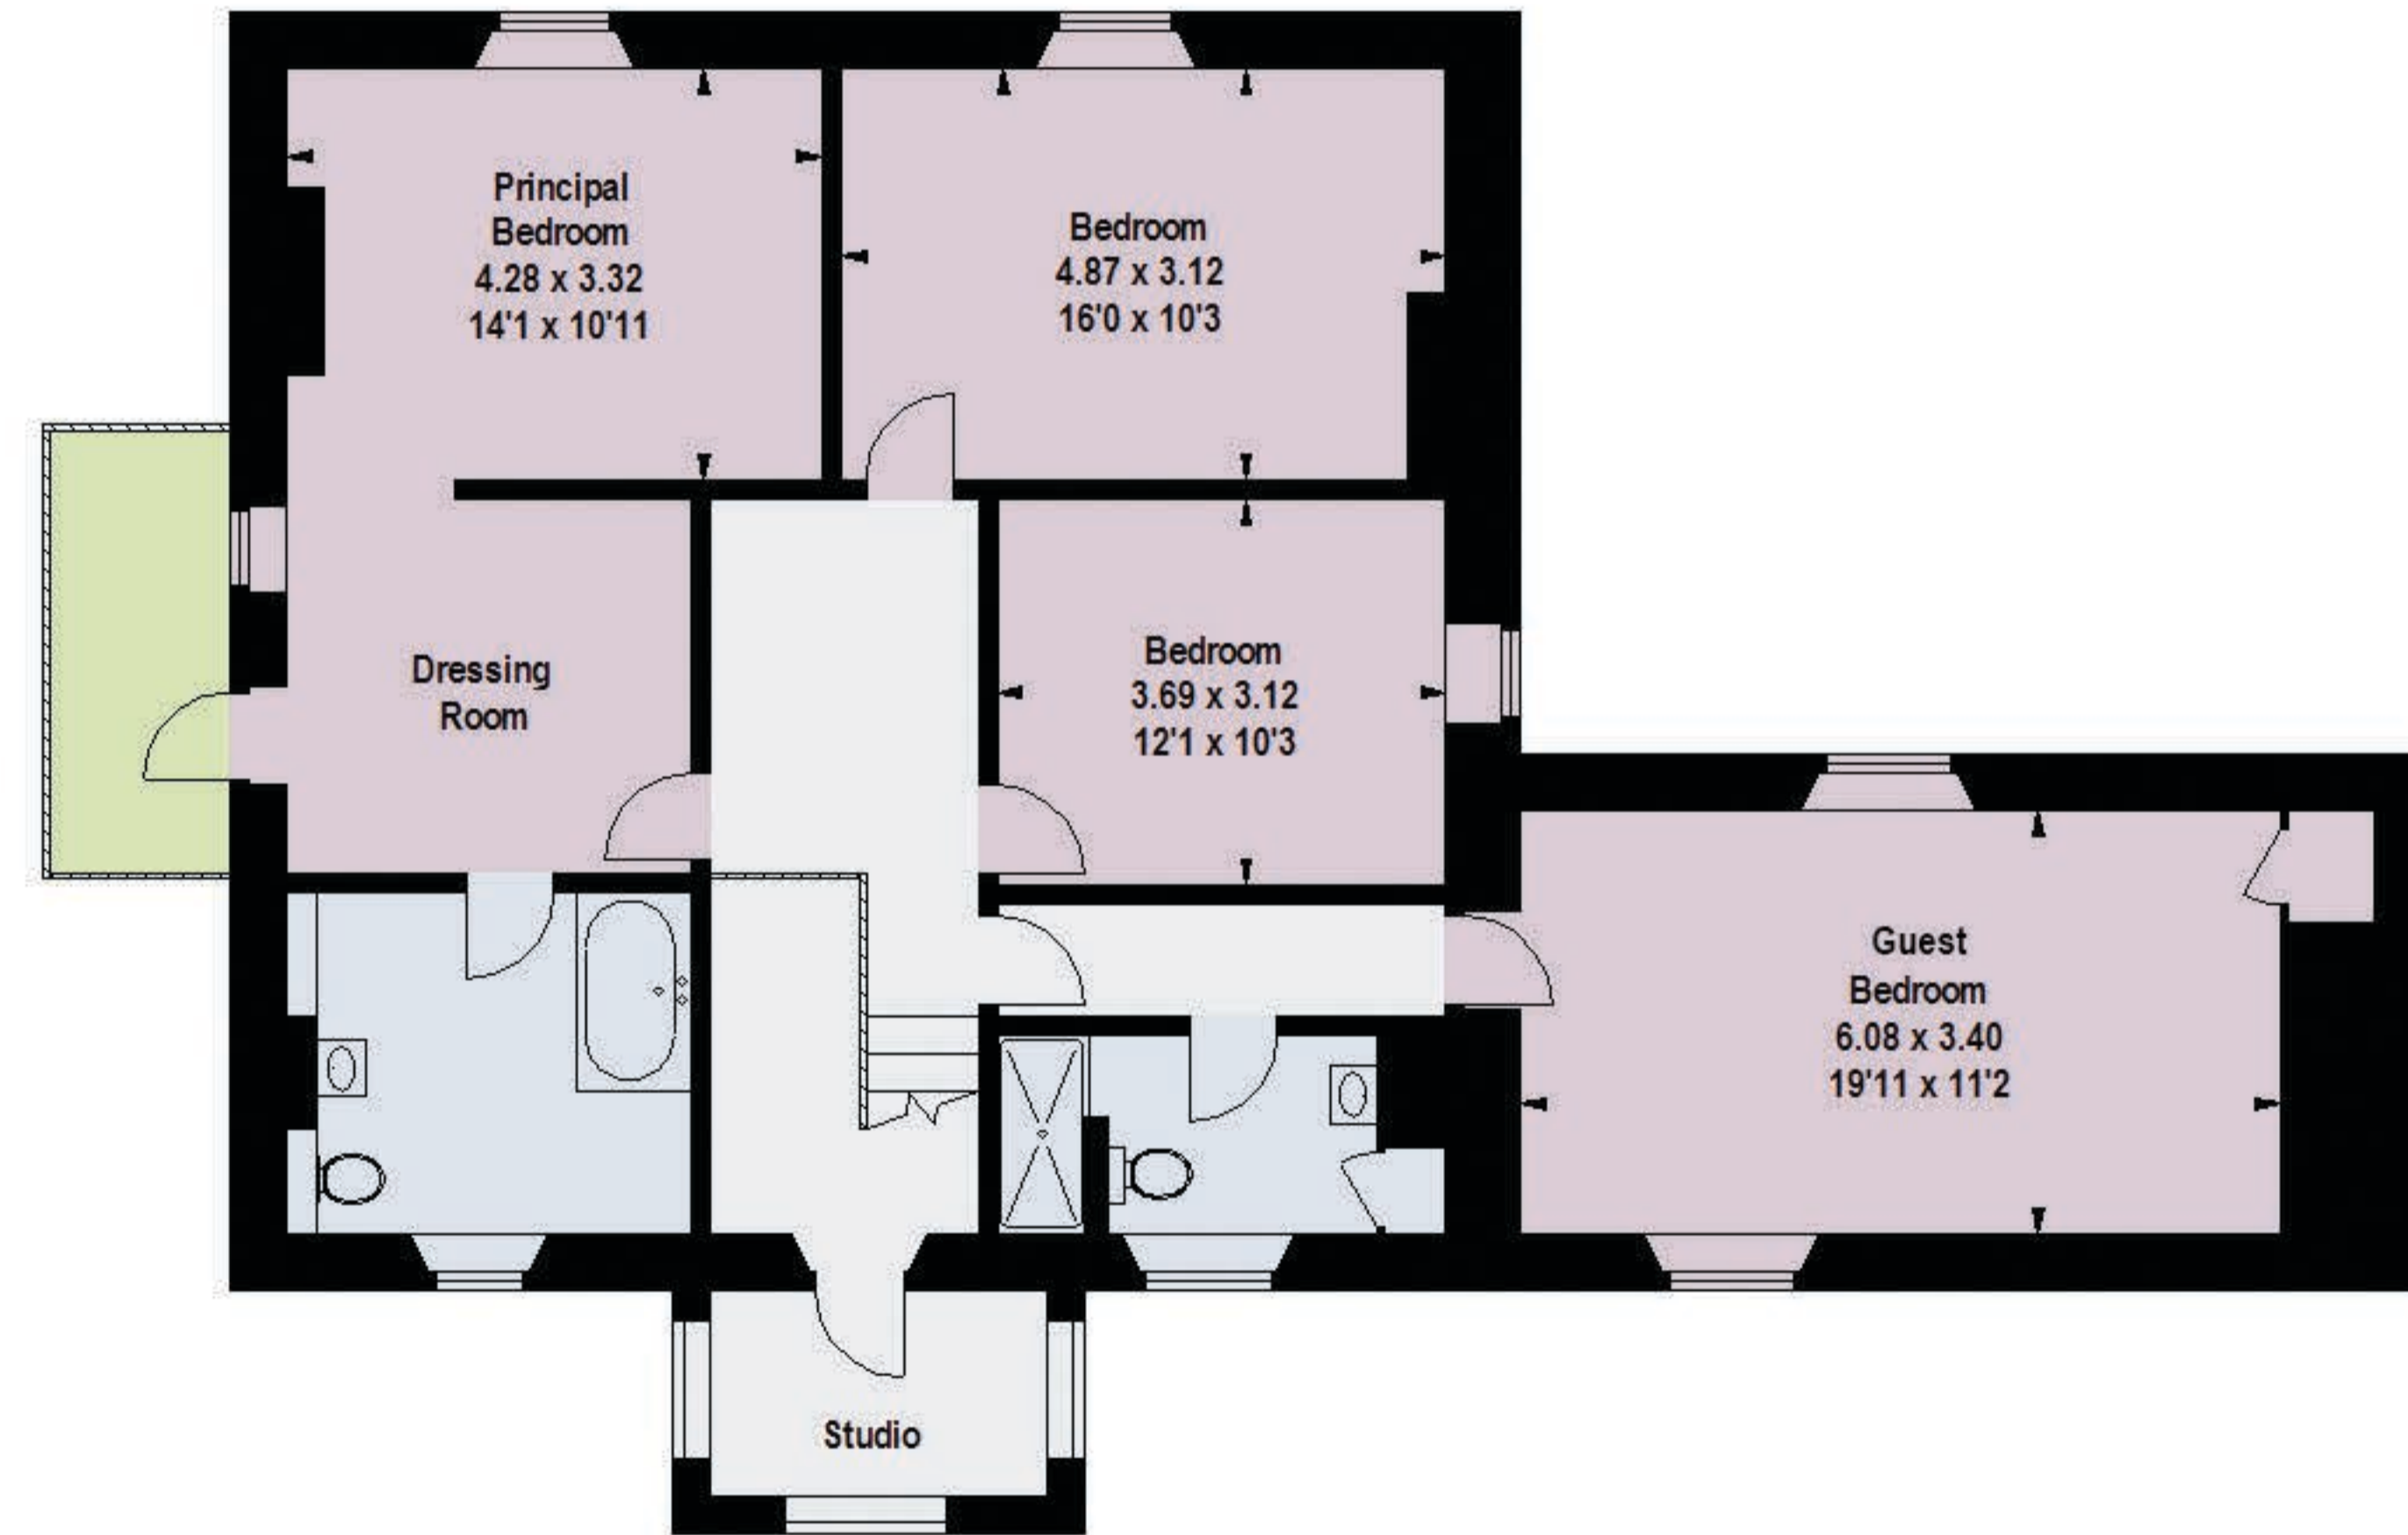 Principal
Bedroom
4.28 x 3.32
14'1 x 10'11
Bedroom
4.87 x 3.12
16'0 x 10'3
Dressing
Room
Bedroom
3.69 x 3.12
12'1 x 10'3
Guest
Bedroom
6.08 x 3.40
19'11 x 11'2
Studio